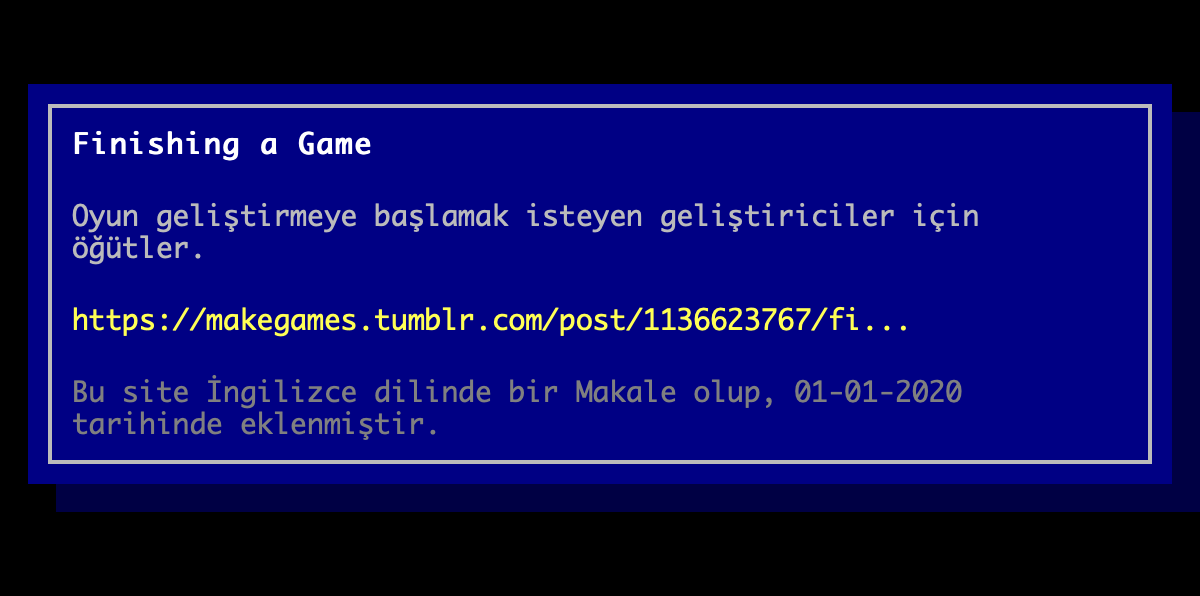 Finishing a Game
Oyun geliştirmeye başlamak isteyen geliştiriciler için
öğütler.
https://makegames.tumblr.com/post/1136623767/fi...
Bu site İngilizce dilinde bir Makale olup, 01-01-2020
tarihinde eklenmiştir.